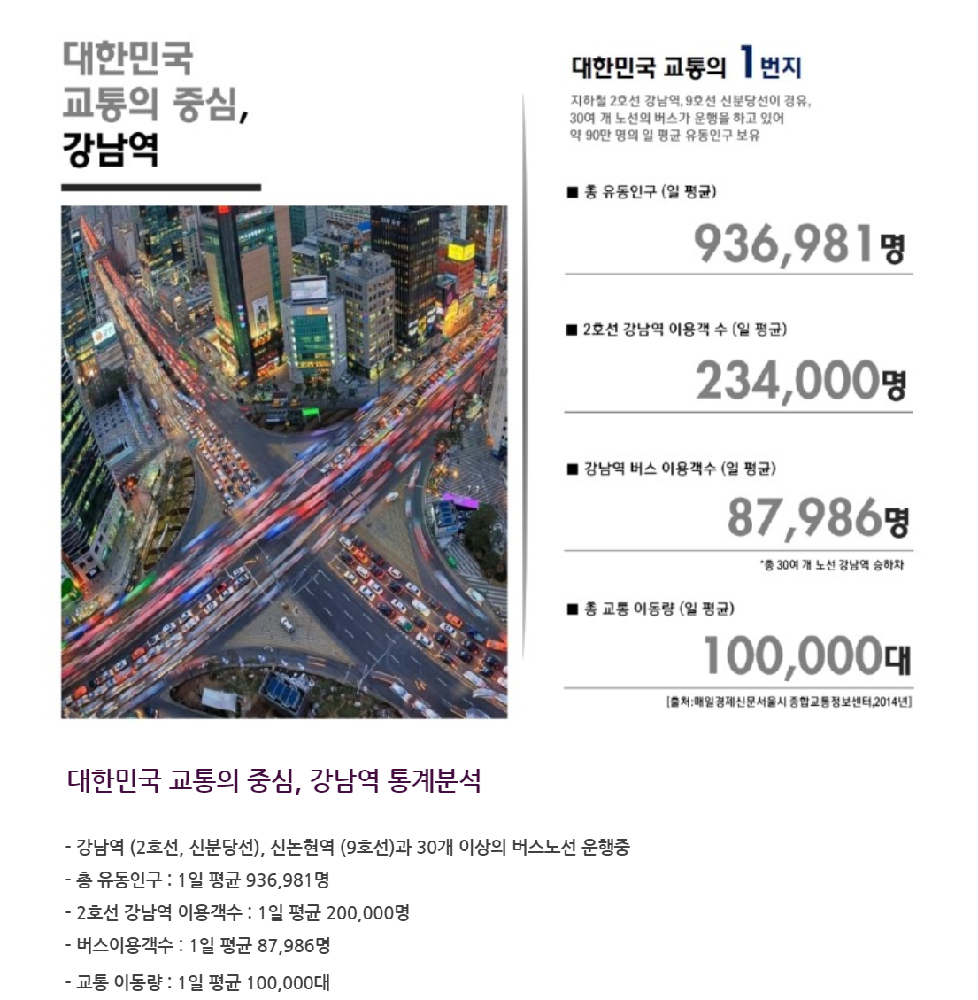 대한민국
교통의 중심,
강남역
대한민국 교통의 1번지
지하철 2호선 강남역, 9호선 신분당선이 경유,
30여 개 노선의 버스가 운행을 하고 있어
약 90만 명의 일 평균 유동인구 보유
■ 총 유동인구 (일 평균)
936,981명
■ 2호선 강남역 이용객 수 (일 평균)
234,000명
■ 강남역 버스 이용객수 (일 평균)
87,986명
*총 30여 개 노선 강남역 승하차
■ 총 교통 이동량 (일 평균)
100,000대
[출처:매일경제신문서울시 종합교통정보센터,2014년]
대한민국 교통의 중심, 강남역 통계분석
- 강남역 (2호선, 신분당선), 신논현역 (9호선)과 30개 이상의 버스노선 운행중
- 총 유동인구 : 1일 평균 936,981명
- 2호선 강남역 이용객수 : 1일 평균 200,000명
- 버스이용객수 : 1일 평균 87,986명
- 교통 이동량 : 1일 평균 100,000대